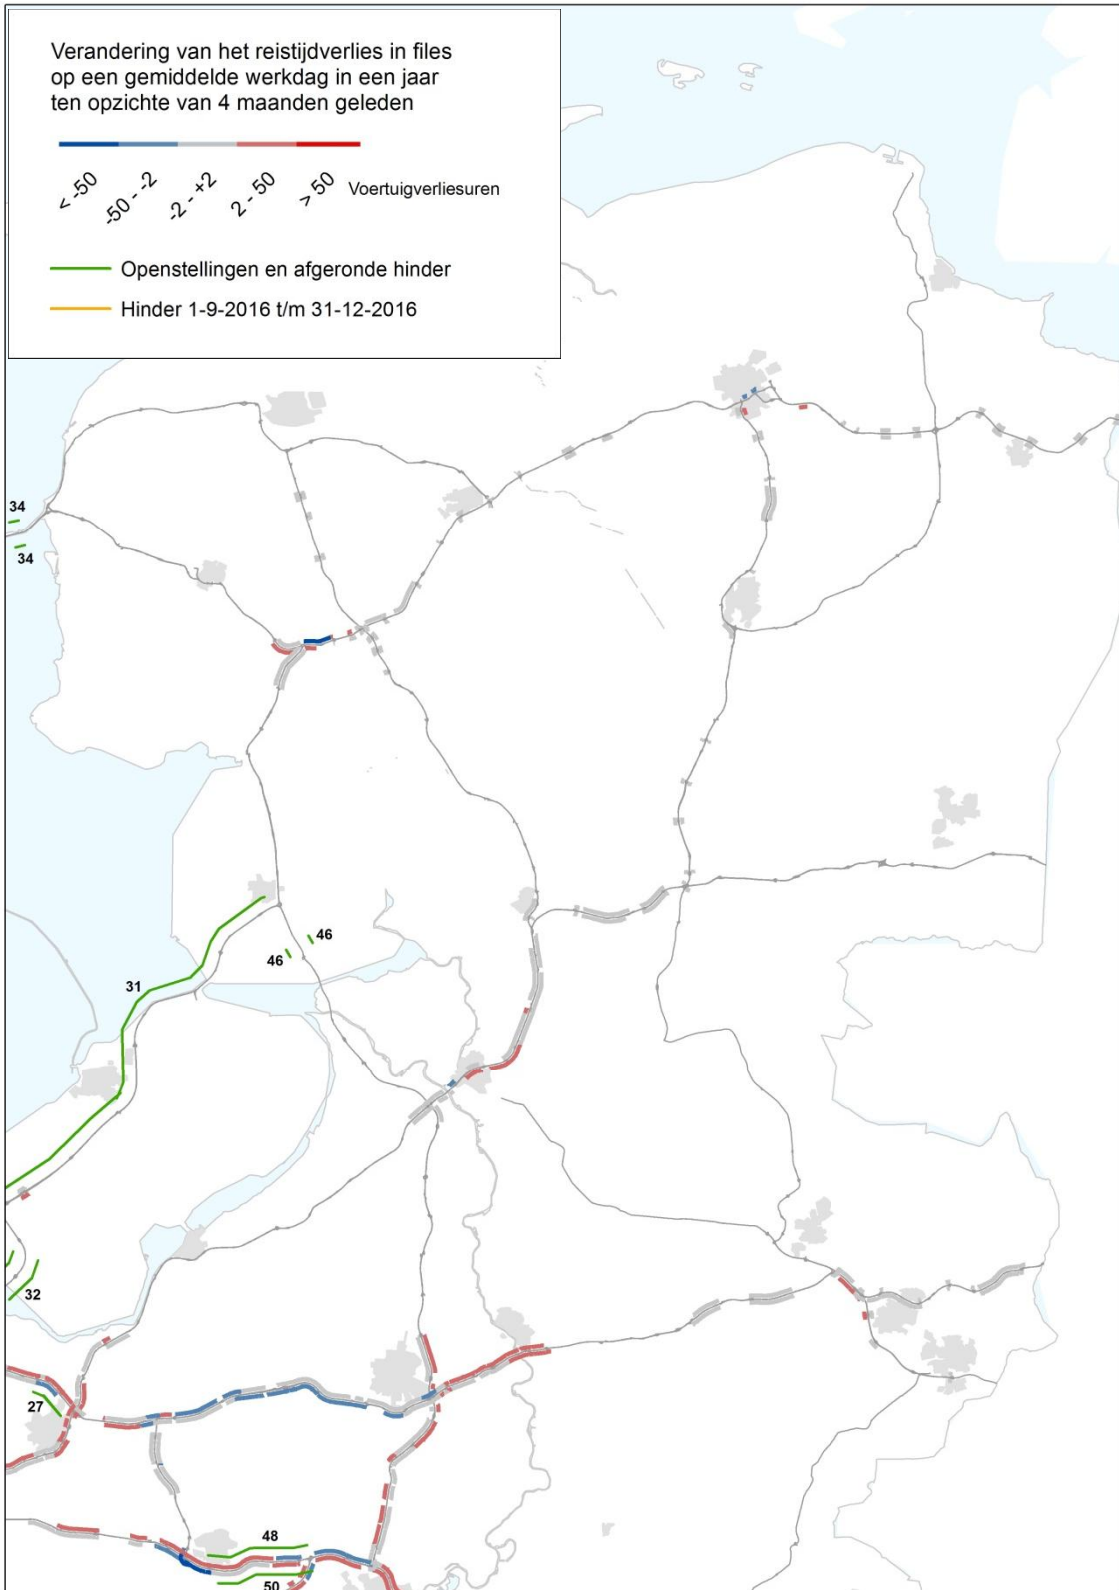 Verandering van het reistijdverlies in files
op een gemiddelde werkdag in een jaar
ten opzichte van 4 maanden geleden
< -50 -50 - -2 -2 - +2 2 - 50 > 50 Voertuigverliesuren
Openstellingen en afgeronde hinder
Hinder 1-9-2016 t/m 31-12-2016
34
34
46
46
31
32
27
48
50